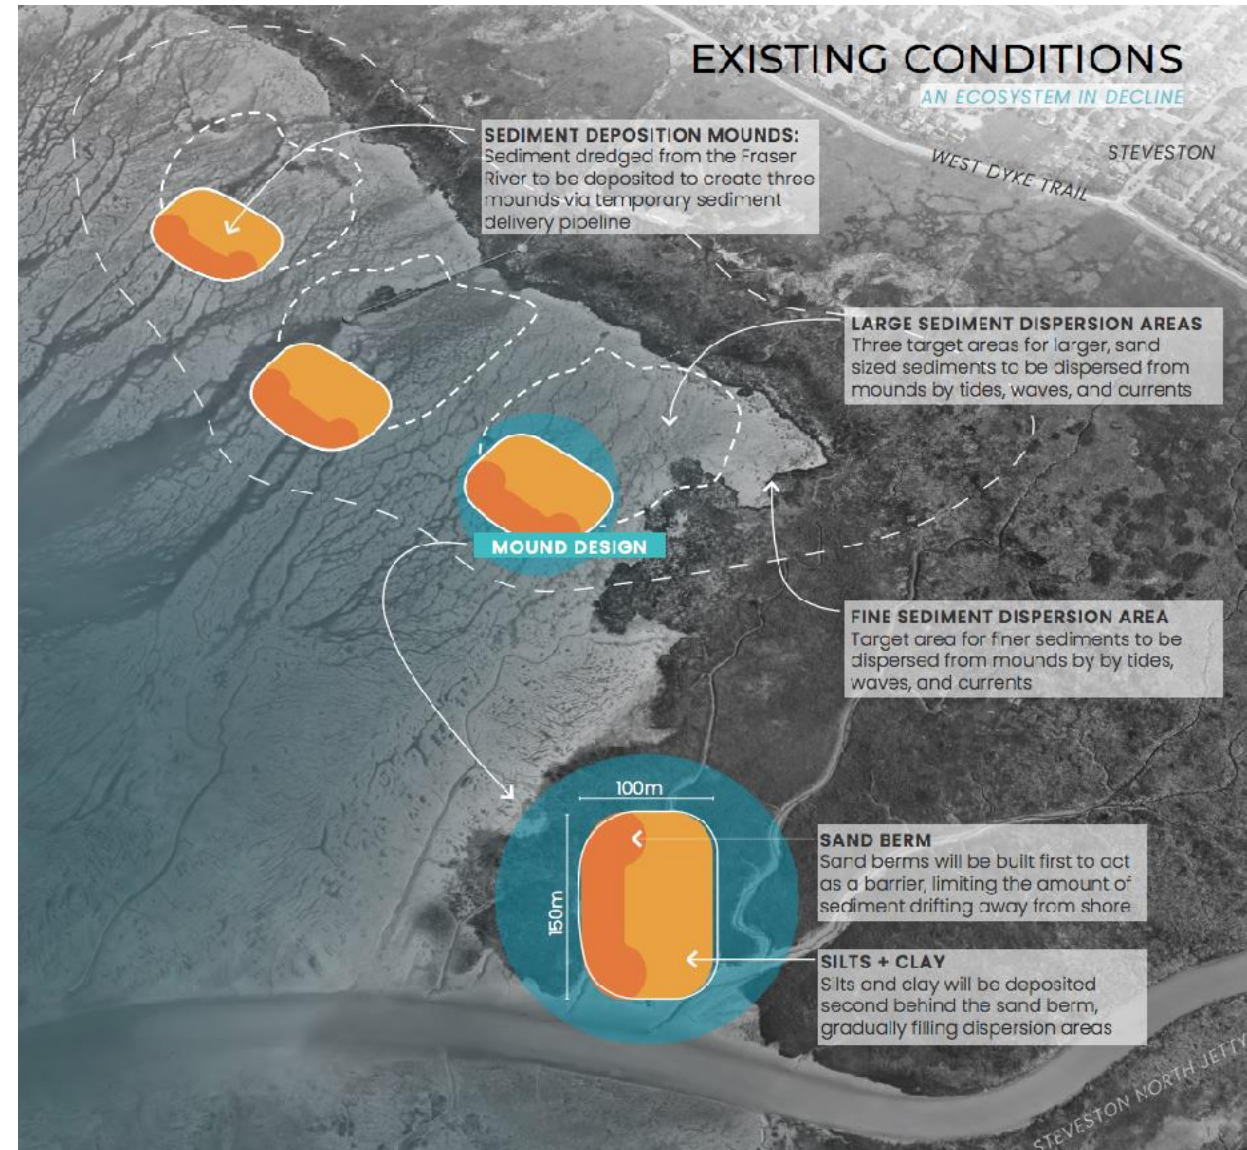 EXISTING CONDITIONS
AN ECOSYSTEM IN DECLINE
SEDIMENT DEPOSITION MOUNDS:
Sediment dredged from the Fraser
River to be deposited to create three
mounds via temporary sediment
delivery pipeline
WEST DYKE TRAIL
STEVESTON
LARGE SEDIMENT DISPERSION AREAS
Three target areas for larger, sand
sized sediments to be dispersed from
mounds by tides, waves, and currents
MOUND DESIGN
FINE SEDIMENT DISPERSION AREA
Target area for finer sediments to be
dispersed from mounds by by tides,
waves, and currents
100m
150m
SAND BERM
Sand berms will be built first to act
as a barrier, limiting the amount of
sediment drifting away from shore
SILTS + CLAY
Silts and clay will be deposited
second behind the sand berm,
gradually filling dispersion areas
STEVESTON NORTH JETTY